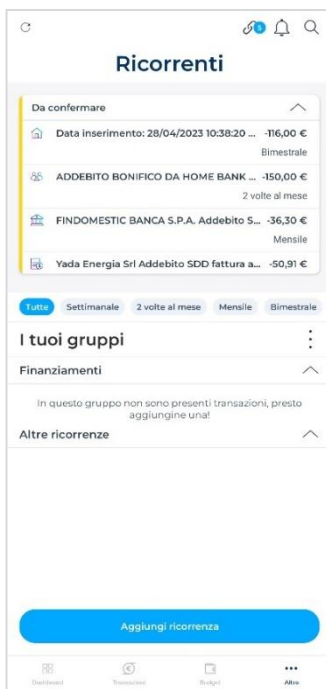 5
Ricorrenti
Da confermare
Data inserimento: 28/04/2023 10:38:20 ... -116,00 €
Bimestrale
ADDEBITO BONIFICO DA HOME BANK ... -150,00 €
2 volte al mese
FINDOMESTIC BANCA S.P.A. Addebito S... -36,30 €
Mensile
Yada Energia Srl Addebito SDD fattura a... -50,91 €
Tutte Settimanale 2 volte al mese Mensile Bimestrale
I tuoi gruppi
Finanziamenti
In questo gruppo non sono presenti transazioni, presto
aggiungine una!
Altre ricorrenze
Aggiungi ricorrenza
Dashboard Transazioni Budget Altro